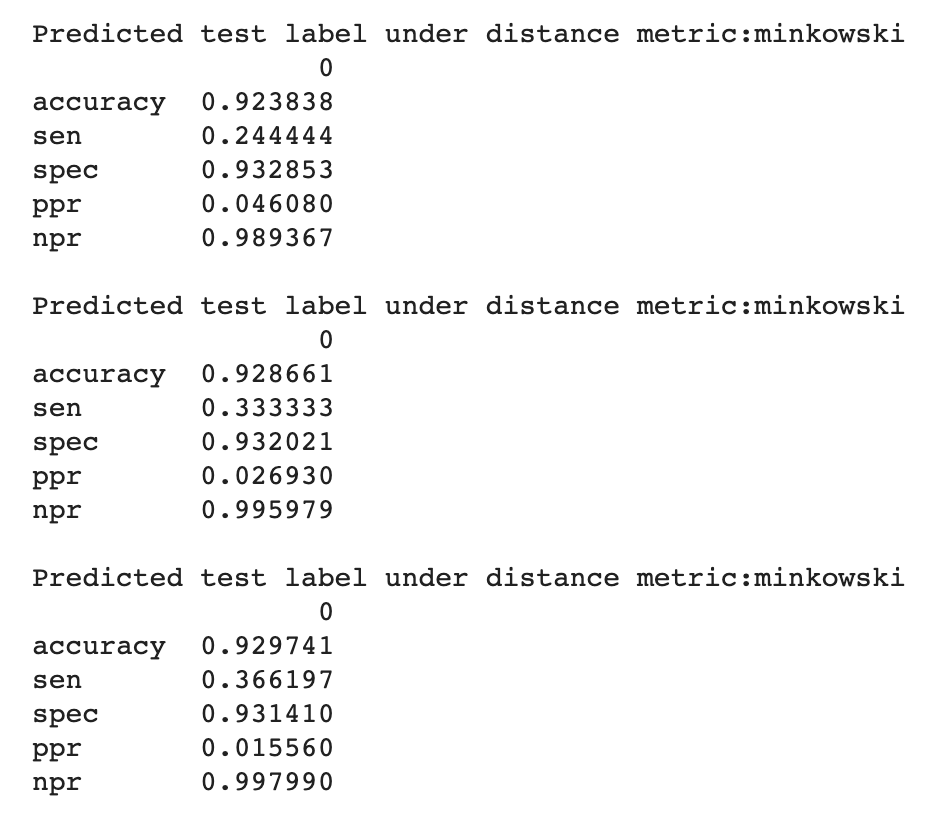 Predicted test label under distance metric:minkowski
0
accuracy 0.923838
sen 0.244444
spec 0.932853
ppr 0.046080
npr 0.989367
Predicted test label under distance metric:minkowski
0
accuracy 0.928661
sen 0.333333
spec 0.932021
ppr 0.026930
npr 0.995979
Predicted test label under distance metric:minkowski
0
accuracy 0.929741
sen 0.366197
spec 0.931410
ppr 0.015560
npr 0.997990